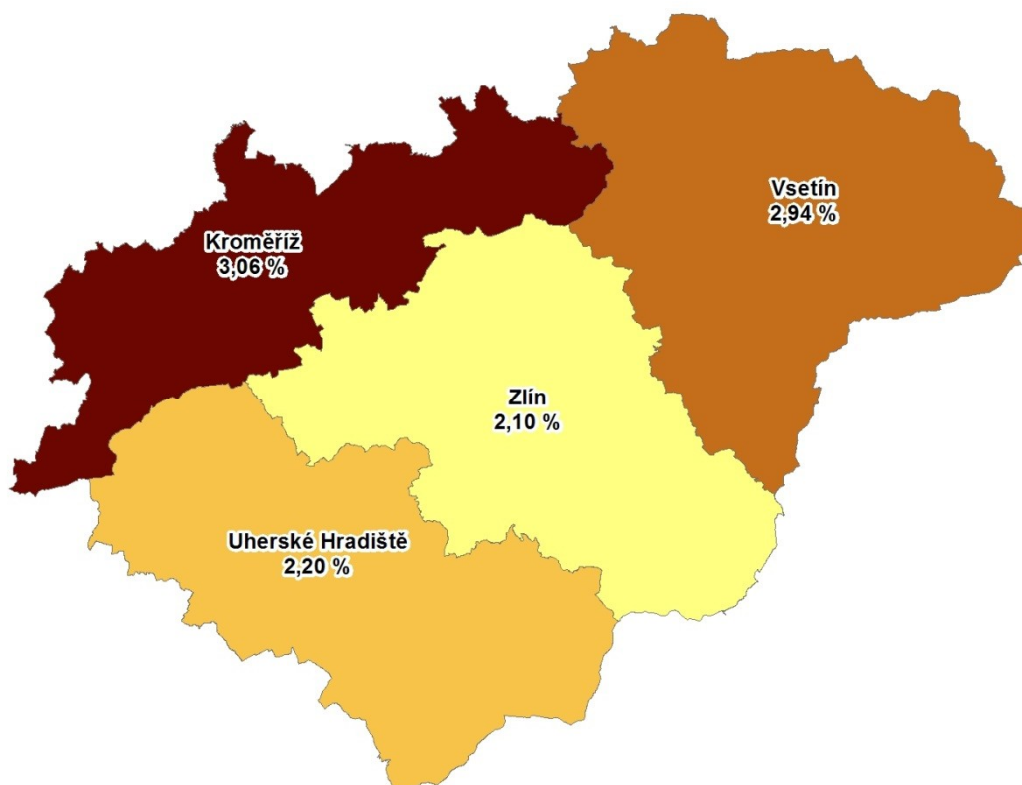 Vsetín
2,94 %
Kroměříž
3,06 %
Zlín
2,10 %
Uherské Hradiště
2,20 %